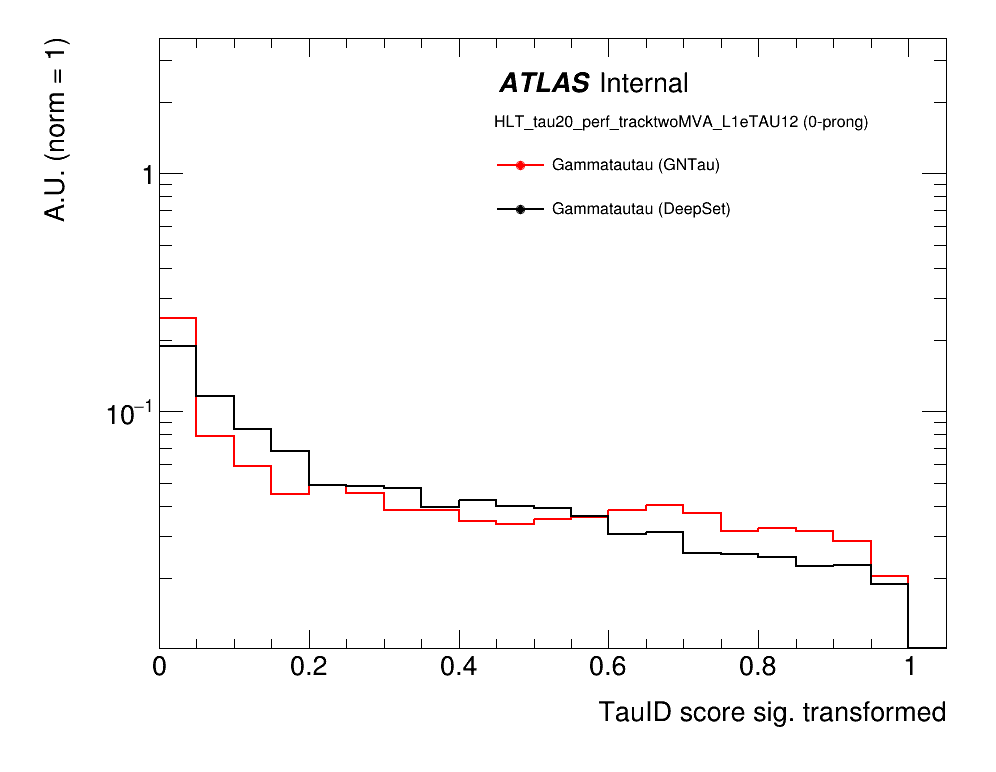 A.U. (norm = 1)
ATLAS Internal
HLT_tau20_perf_tracktwoMVA_L1eTAU12 (0-prong)
Gammatautau (GNTau)
Gammatautau (DeepSet)
1
10⁻¹
0 0.2 0.4 0.6 0.8 1
TauID score sig. transformed